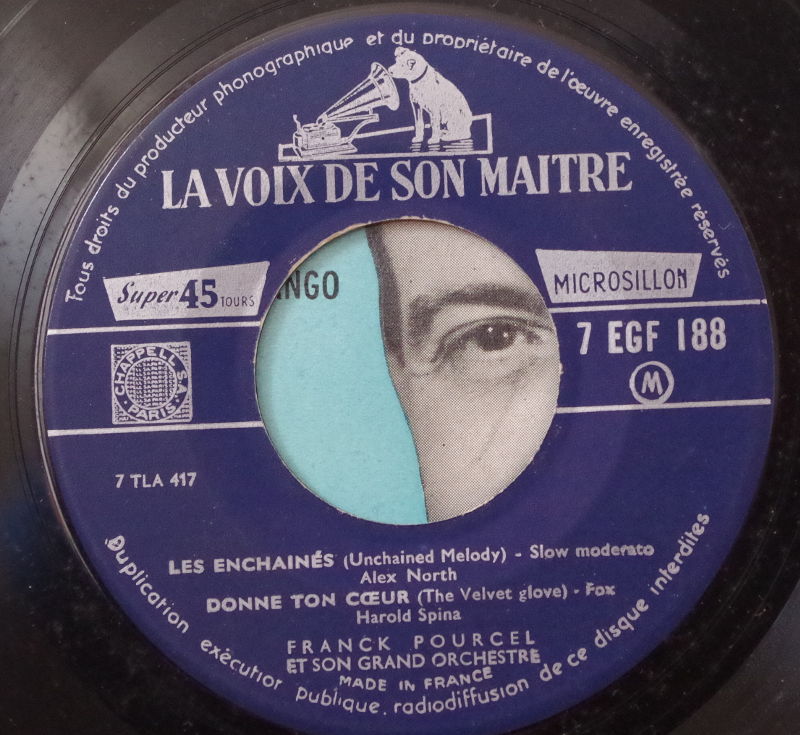 Tous droits du producteur phonographique et du propriétaire de l'œuvre enregistrée réservés
LA VOIX DE SON MAITRE
Super 45 TOURS
MICROSILLON
NGO
7 EGF 188
M
CHAPPELL S.A.
PARIS
7 TLA 417
LES ENCHAINÉS (Unchained Melody) - Slow moderato
Alex North
DONNE TON CŒUR (The Velvet glove) - Fox
Harold Spina
FRANCK POURCEL
ET SON GRAND ORCHESTRE
MADE IN FRANCE
Duplication exécution publique, radiodiffusion de ce disque interdites